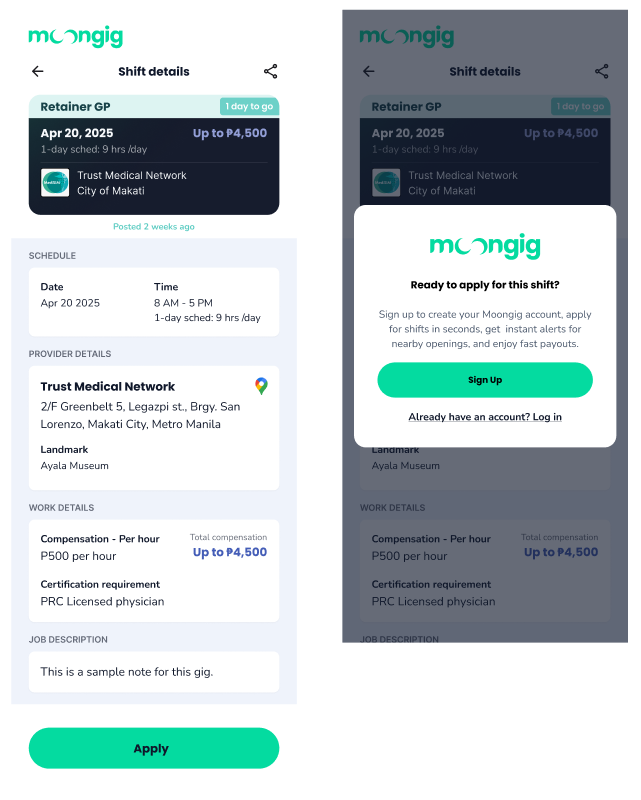 moongig
Shift details
Retainer GP
1 day to go
Apr 20, 2025
Up to ₱4,500
1-day sched: 9 hrs /day
Trust Medical Network
City of Makati
Posted 2 weeks ago
SCHEDULE
Date
Time
Apr 20 2025
8 AM - 5 PM
1-day sched: 9 hrs /day
PROVIDER DETAILS
Trust Medical Network
2/F Greenbelt 5, Legazpi st., Brgy. San
Lorenzo, Makati City, Metro Manila
Landmark
Ayala Museum
WORK DETAILS
Compensation - Per hour
Total compensation
P500 per hour
Up to ₱4,500
Certification requirement
PRC Licensed physician
JOB DESCRIPTION
This is a sample note for this gig.
Apply
moongig
Shift details
Retainer GP
1 day to go
Apr 20, 2025
Up to ₱4,500
1-day sched: 9 hrs /day
Trust Medical Network
City of Makati
moongig
Ready to apply for this shift?
Sign up to create your Moongig account, apply
for shifts in seconds, get instant alerts for
nearby openings, and enjoy fast payouts.
Sign Up
Already have an account? Log in
Landmark
Ayala Museum
WORK DETAILS
Compensation - Per hour
Total compensation
P500 per hour
Up to ₱4,500
Certification requirement
PRC Licensed physician
JOB DESCRIPTION